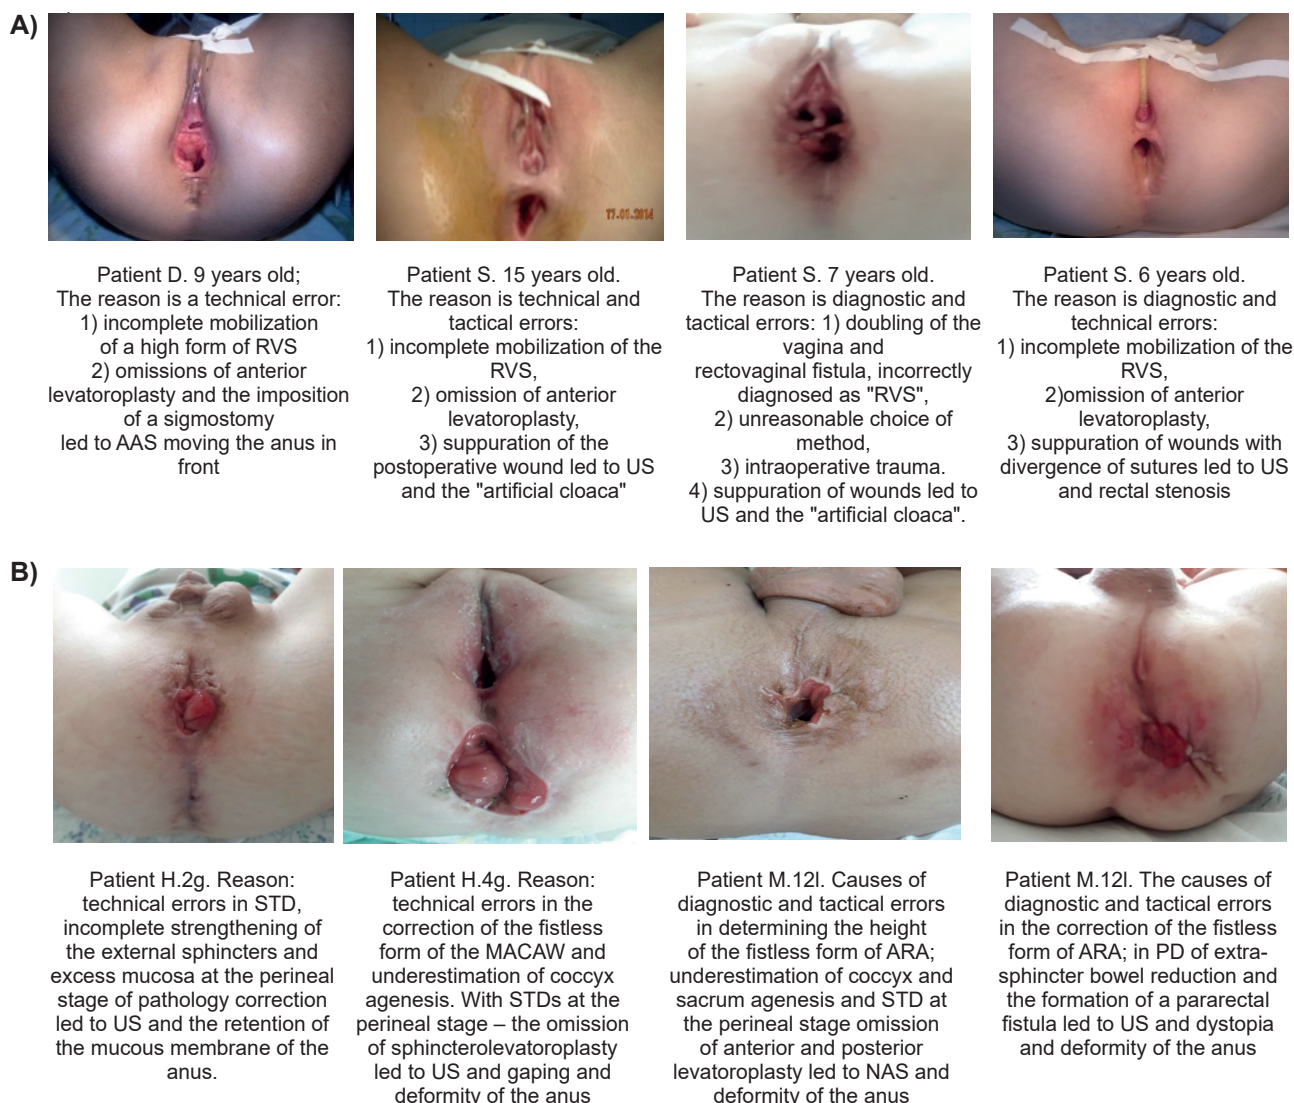 A)
Patient D. 9 years old;
The reason is a technical error:
1) incomplete mobilization
of a high form of RVS
2) omissions of anterior
levatoroplasty and the imposition
of a sigmostomy
led to AAS moving the anus in
front
Patient S. 15 years old.
The reason is technical and
tactical errors:
1) incomplete mobilization of the
RVS,
2) omission of anterior
levatoroplasty,
3) suppuration of the
postoperative wound led to US
and the "artificial cloaca"
Patient S. 7 years old.
The reason is diagnostic and
tactical errors: 1) doubling of the
vagina and
rectovaginal fistula, incorrectly
diagnosed as "RVS",
2) unreasonable choice of
method,
3) intraoperative trauma.
4) suppuration of wounds led to
US and the "artificial cloaca".
Patient S. 6 years old.
The reason is diagnostic and
technical errors:
1) incomplete mobilization of the
RVS,
2)omission of anterior
levatoroplasty,
3) suppuration of wounds with
divergence of sutures led to US
and rectal stenosis
B)
Patient H.2g. Reason:
technical errors in STD,
incomplete strengthening of
the external sphincters and
excess mucosa at the perineal
stage of pathology correction
led to US and the retention of
the mucous membrane of the
anus.
Patient H.4g. Reason:
technical errors in the
correction of the fistless
form of the MACAW and
underestimation of coccyx
agenesis. With STDs at the
perineal stage – the omission
of sphincterolevatoroplasty
led to US and gaping and
deformity of the anus
Patient M.12l. Causes of
diagnostic and tactical errors
in determining the height
of the fistless form of ARA;
underestimation of coccyx and
sacrum agenesis and STD at
the perineal stage omission
of anterior and posterior
levatoroplasty led to NAS and
deformity of the anus
Patient M.12l. The causes of
diagnostic and tactical errors
in the correction of the fistless
form of ARA; in PD of extra-
sphincter bowel reduction and
the formation of a pararectal
fistula led to US and dystopia
and deformity of the anus